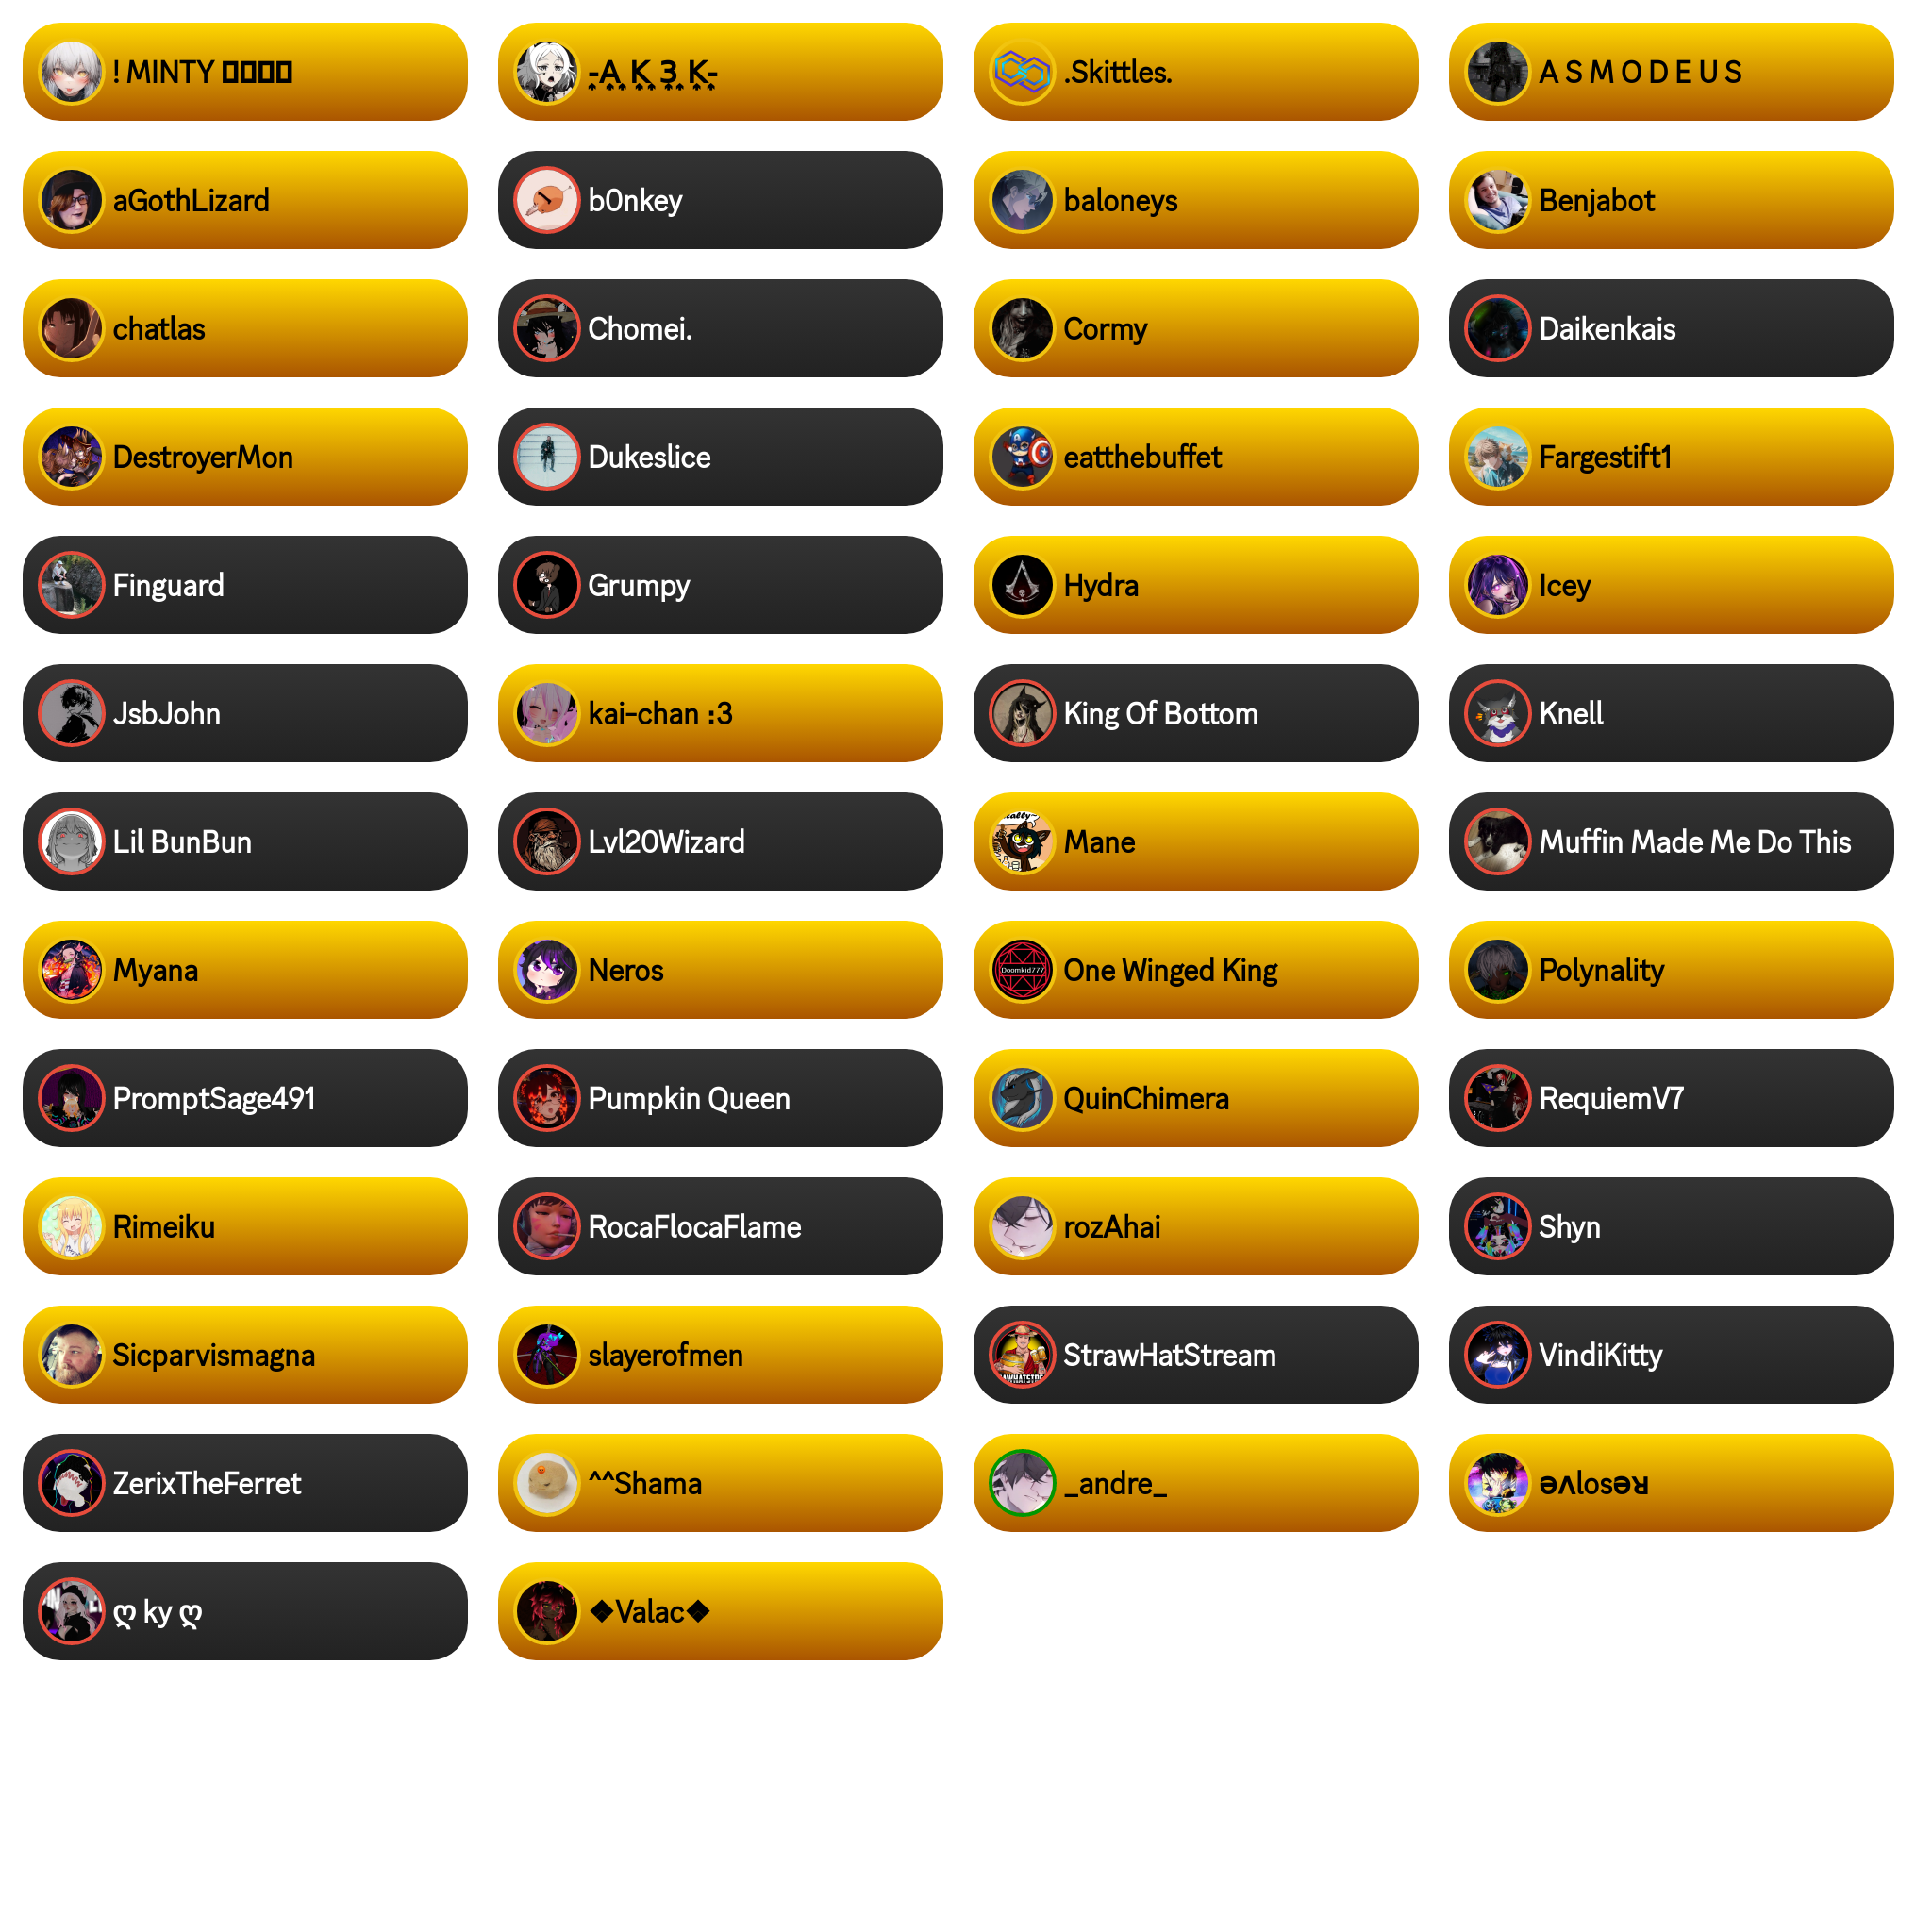 ! MINTY
-A K 3 K-
.Skittles.
A S M O D E U S
aGothLizard
b0nkey
baloneys
Benjabot
chatlas
Chomei.
Cormy
Daikenkais
DestroyerMon
Dukeslice
eatthebuffet
Fargestift1
Finguard
Grumpy
Hydra
Icey
JsbJohn
kai-chan :3
King Of Bottom
Knell
Lil BunBun
Lvl20Wizard
Mane
Muffin Made Me Do This
Myana
Neros
Doomkid777
One Winged King
Polynality
PromptSage491
Pumpkin Queen
QuinChimera
RequiemV7
Rimeiku
RocaFlocaFlame
rozAhai
Shyn
Sicparvismagna
slayerofmen
StrawHatStream
VindiKitty
ZerixTheFerret
^^Shama
_andre_
ɘʌlosɘʁ
ღ ky ღ
❖Valac❖